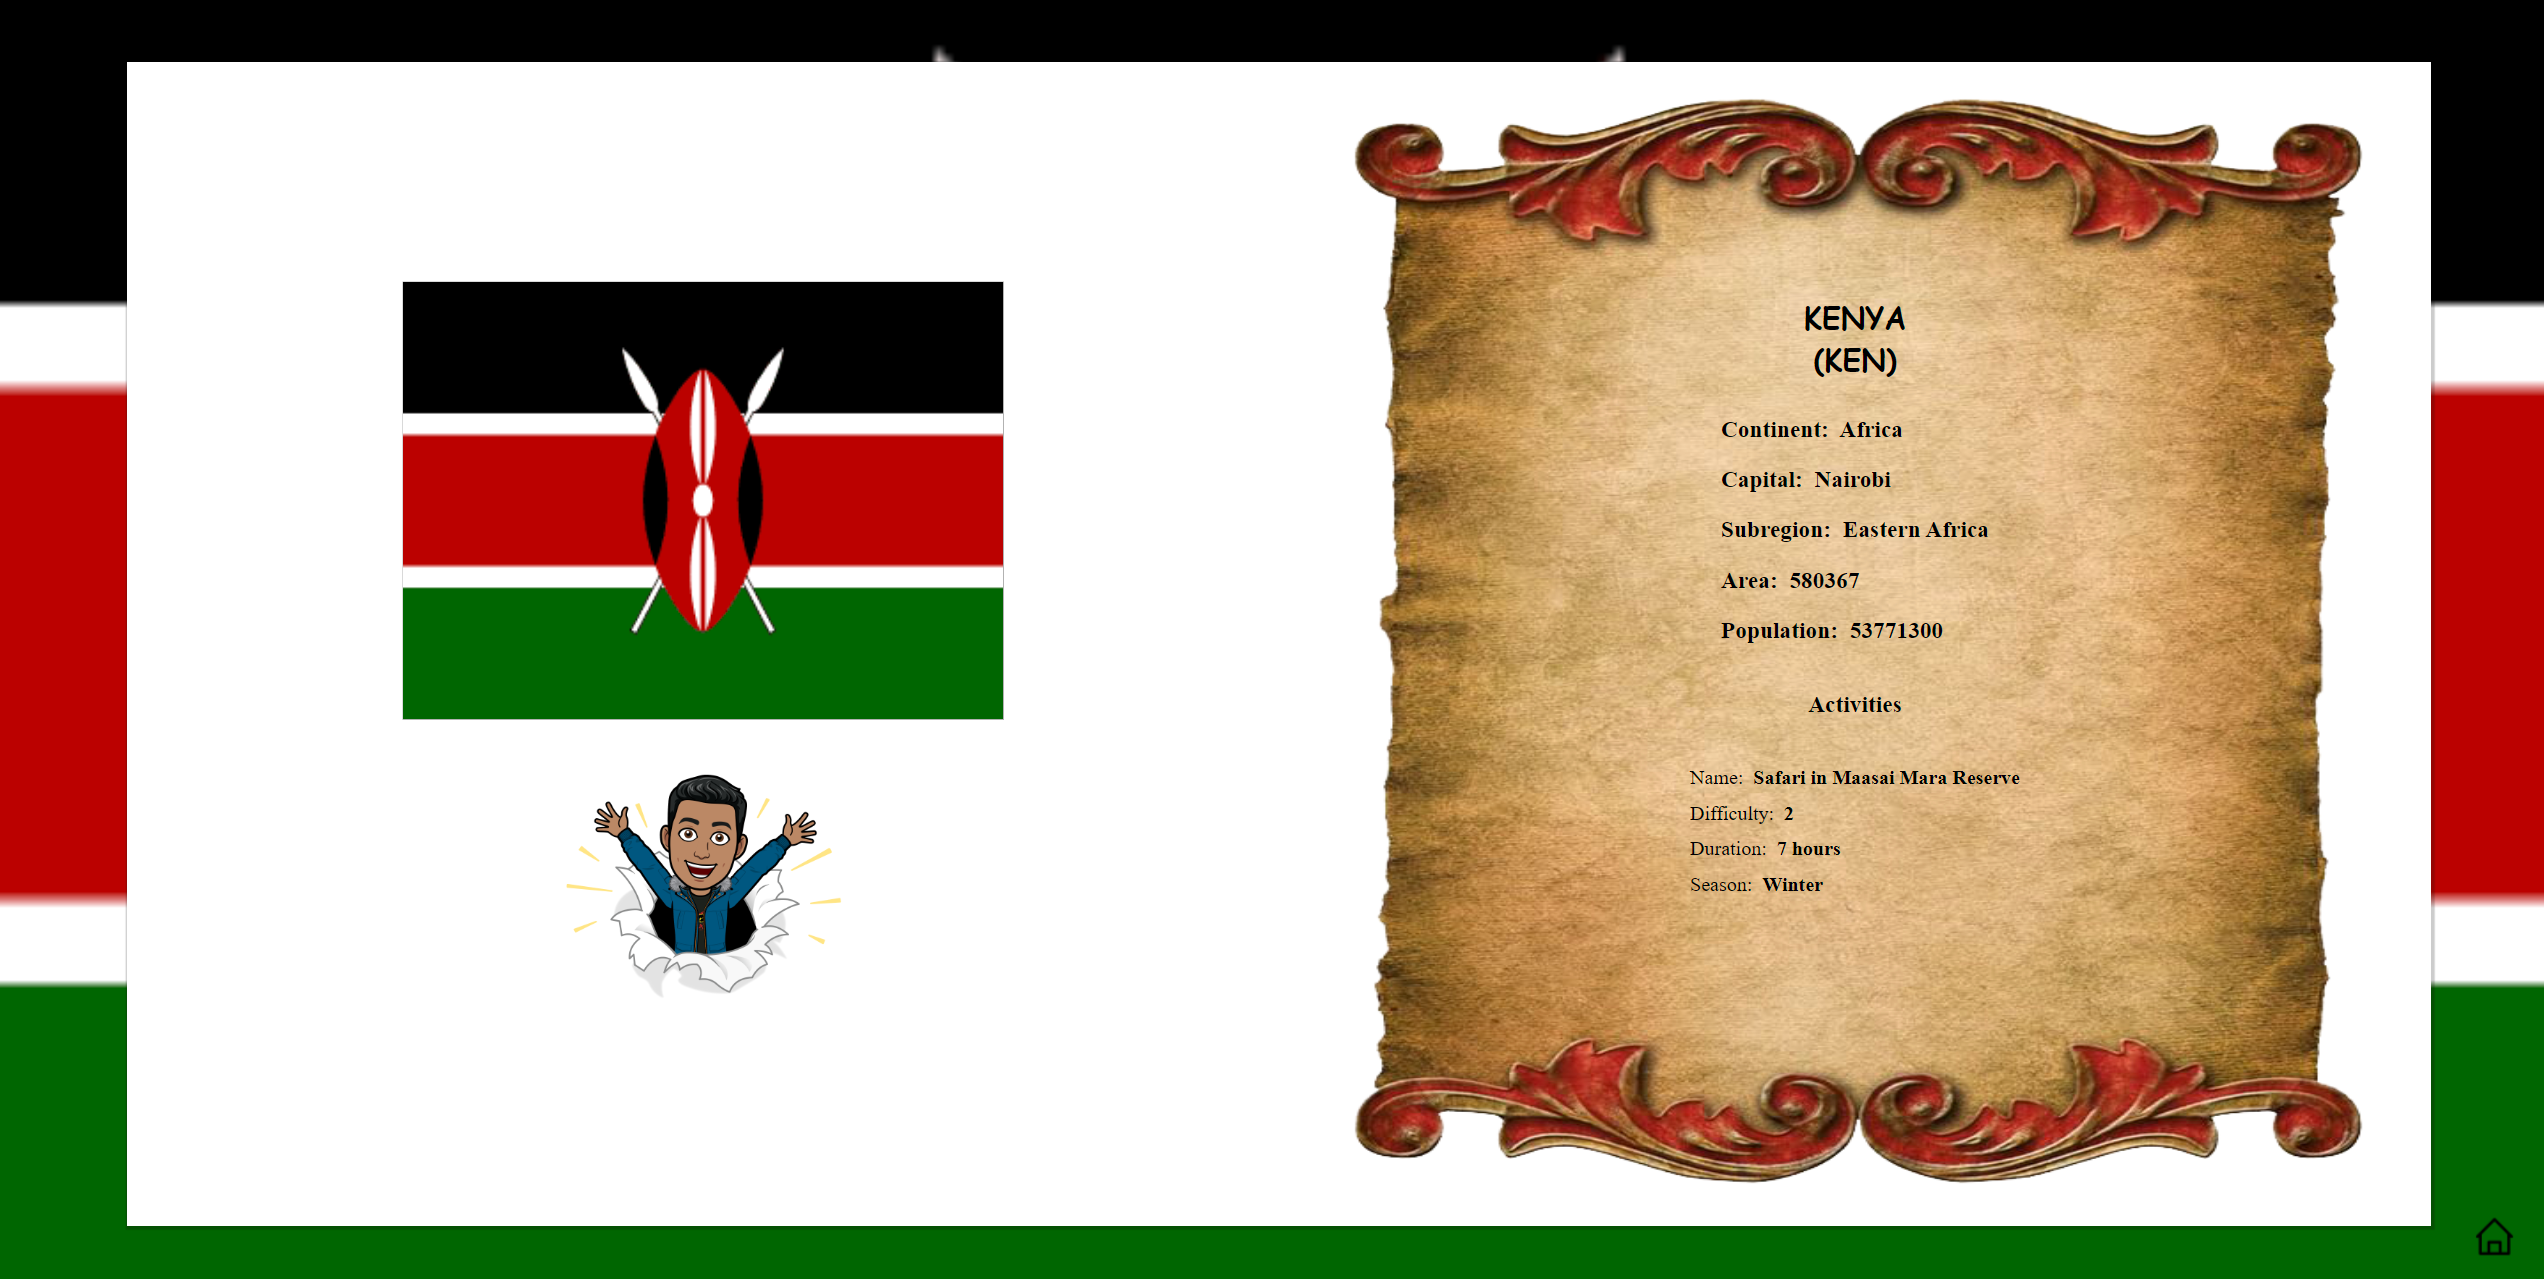 KENYA
(KEN)
Continent: Africa
Capital: Nairobi
Subregion: Eastern Africa
Area: 580367
Population: 53771300
Activities
Name: Safari in Maasai Mara Reserve
Difficulty: 2
Duration: 7 hours
Season: Winter